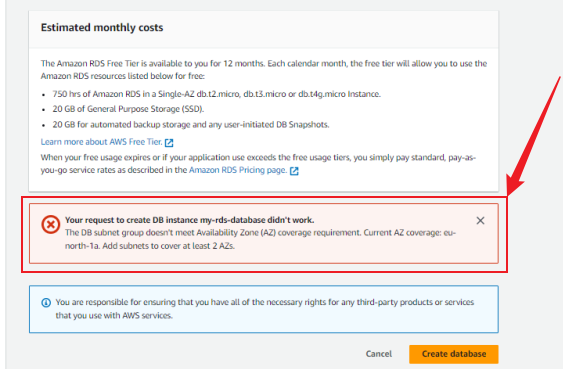 Estimated monthly costs
The Amazon RDS Free Tier is available to you for 12 months. Each calendar month, the free tier will allow you to use the
Amazon RDS resources listed below for free:
• 750 hrs of Amazon RDS in a Single-AZ db.t2.micro, db.t3.micro or db.t4g.micro Instance.
• 20 GB of General Purpose Storage (SSD).
• 20 GB for automated backup storage and any user-initiated DB Snapshots.
Learn more about AWS Free Tier.
When your free usage expires or if your application use exceeds the free usage tiers, you simply pay standard, pay-as-
you-go service rates as described in the Amazon RDS Pricing page.
Your request to create DB instance my-rds-database didn't work.
The DB subnet group doesn't meet Availability Zone (AZ) coverage requirement. Current AZ coverage: eu-
north-1a. Add subnets to cover at least 2 AZs.
You are responsible for ensuring that you have all of the necessary rights for any third-party products or services
that you use with AWS services.
Cancel
Create database